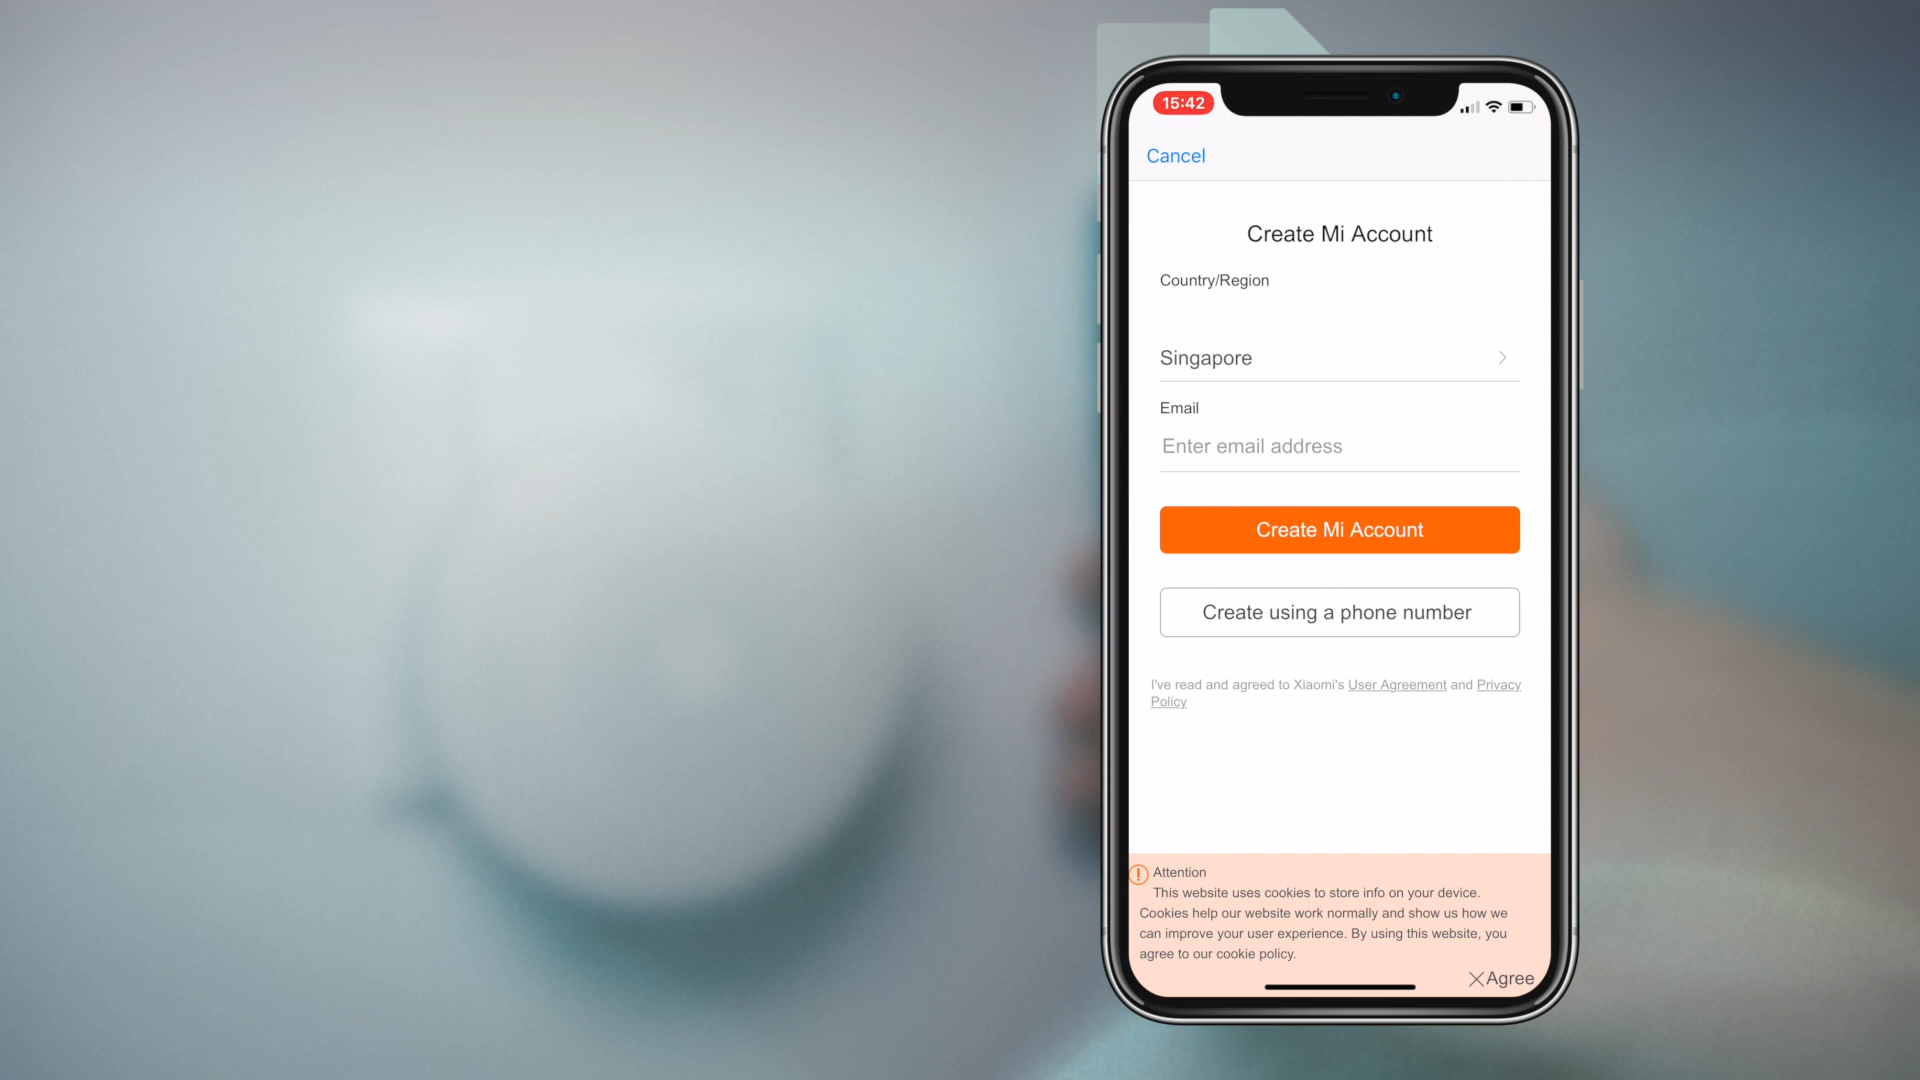 15:42
Cancel
Create Mi Account
Country/Region
Singapore
Email
Enter email address
Create Mi Account
Create using a phone number
I've read and agreed to Xiaomi's User Agreement and Privacy
Policy
Attention
This website uses cookies to store info on your device.
Cookies help our website work normally and show us how we
can improve your user experience. By using this website, you
agree to our cookie policy.
Agree